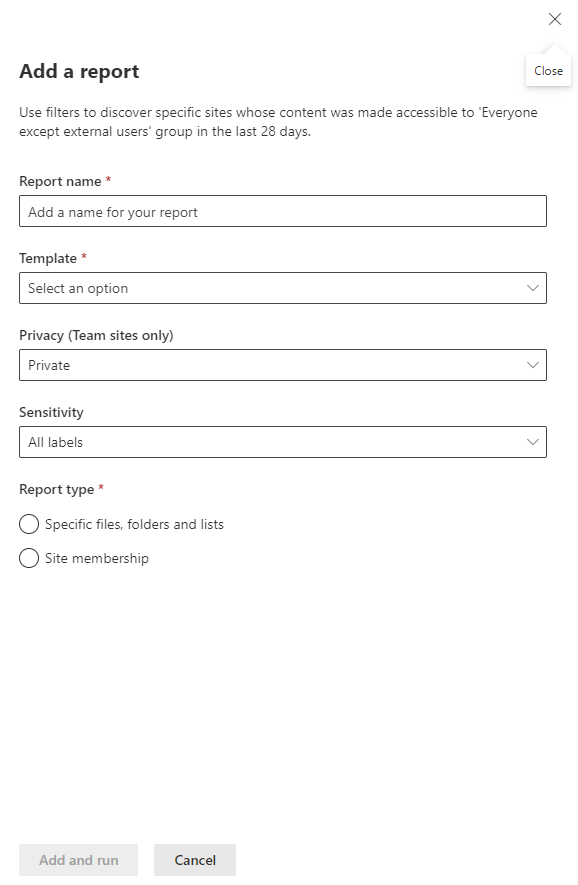 Close
Add a report
Use filters to discover specific sites whose content was made accessible to 'Everyone
except external users' group in the last 28 days.
Report name *
Add a name for your report
Template *
Select an option
Privacy (Team sites only)
Private
Sensitivity
All labels
Report type *
Specific files, folders and lists
Site membership
Add and run
Cancel